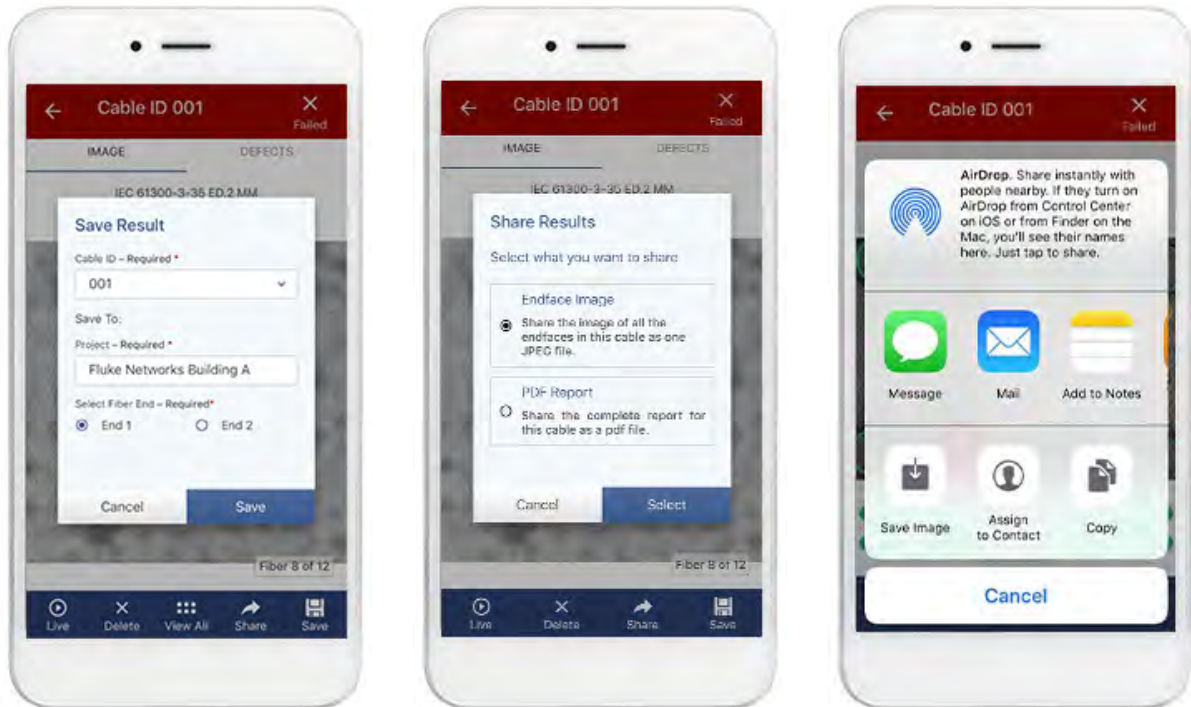 Cable ID 001
Failed
IMAGE DEFECTS
IEC 61300-3-35 ED.2 MM
Save Result
Cable ID – Required *
001
Save To:
Project – Required *
Fluke Networks Building A
Select Fiber End – Required*
End 1 End 2
Cancel Save
Fiber 8 of 12
Live Delete View All Share Save
Cable ID 001
Failed
IMAGE DEFECTS
IEC 61300-3-35 ED.2 MM
Share Results
Select what you want to share
Endface Image
Share the image of all the
endfaces in this cable as one
JPEG file.
PDF Report
Share the complete report for
this cable as a pdf file.
Cancel Select
Fiber 8 of 12
Live Delete Share Save
Cable ID 001
Failed
AirDrop. Share instantly with
people nearby. If they turn on
AirDrop from Control Center
on iOS or from Finder on the
Mac, you'll see their names
here. Just tap to share.
Message Mail Add to Notes
Save Image Assign
to Contact Copy
Cancel